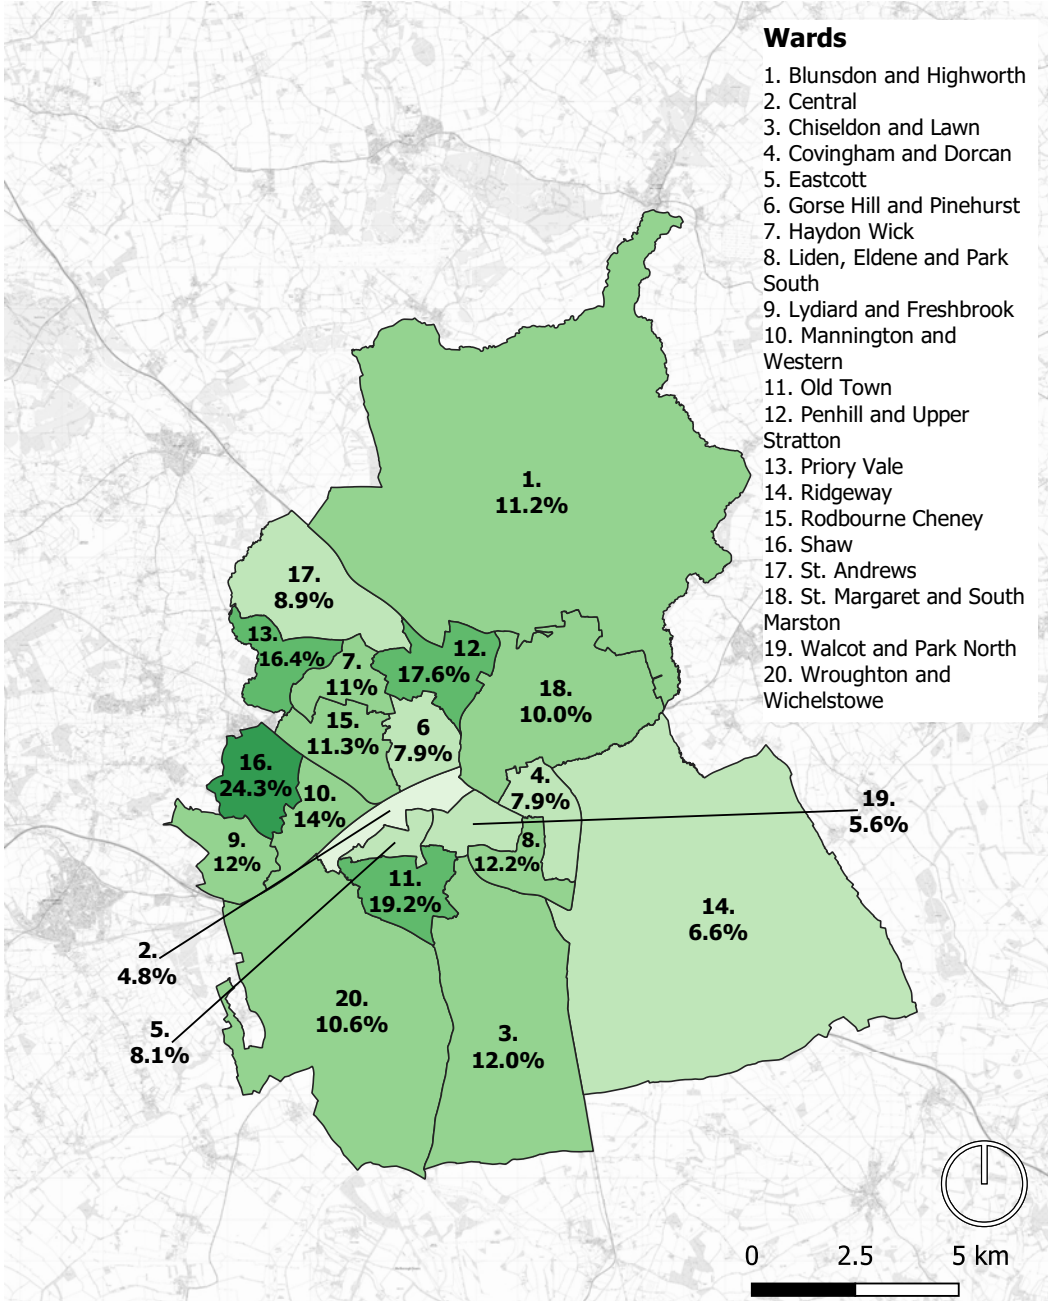 Wards
1. Blunsdon and Highworth
2. Central
3. Chiseldon and Lawn
4. Covingham and Dorcan
5. Eastcott
6. Gorse Hill and Pinehurst
7. Haydon Wick
8. Liden, Eldene and Park
South
9. Lydiard and Freshbrook
10. Mannington and
Western
11. Old Town
12. Penhill and Upper
Stratton
13. Priory Vale
14. Ridgeway
15. Rodbourne Cheney
16. Shaw
17. St. Andrews
18. St. Margaret and South
Marston
19. Walcot and Park North
20. Wroughton and
Wichelstowe
1.
11.2%
17.
8.9%
13.
16.4%
7.
11%
12.
17.6%
18.
10.0%
15.
11.3%
6
7.9%
16.
24.3%
10.
14%
4.
7.9%
19.
5.6%
9.
12%
8.
12.2%
11.
19.2%
14.
6.6%
2.
4.8%
5.
8.1%
20.
10.6%
3.
12.0%
0 2.5 5 km